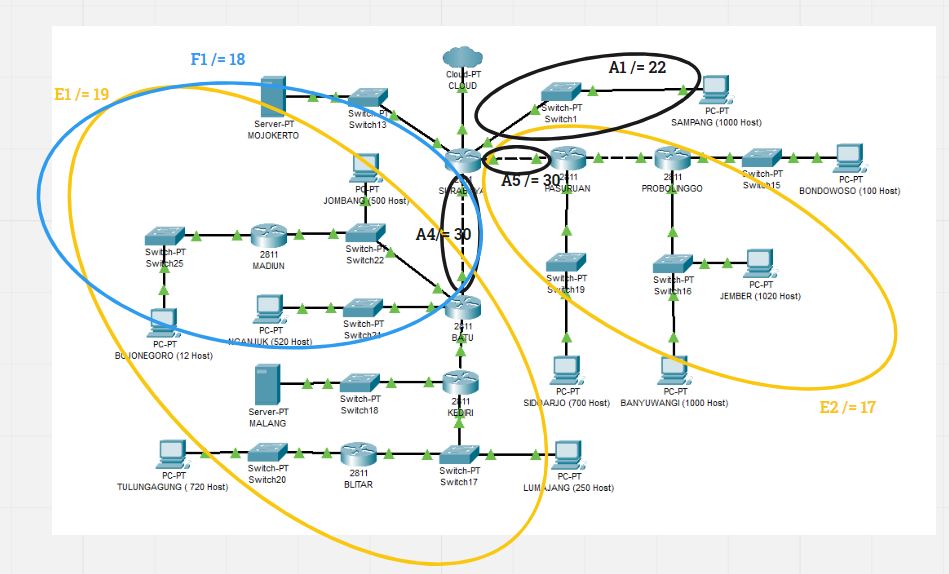 F1 /= 18
E1 /= 19
Server-PT
MOJOKERTO
Switch-PT
Switch13
Cloud-PT
CLOUD
A1 /= 22
Switch-PT
Switch1
PC-PT
SAMPANG (1000 Host)
2811
SURABAYA
A5 /= 30
2811
PASURUAN
2811
PROBOLINGGO
Switch-PT
Switch15
PC-PT
BONDOWOSO (100 Host)
PC-PT
JOMBANG (500 Host)
A4/= 30
Switch-PT
Switch25
2811
MADIUN
Switch-PT
Switch22
Switch-PT
Switch19
Switch-PT
Switch16
PC-PT
JEMBER (1020 Host)
PC-PT
BOJONEGORO (12 Host)
PC-PT
NGANJUK (520 Host)
Switch-PT
2811
BATU
Server-PT
MALANG
Switch-PT
Switch18
2811
KEDIRI
PC-PT
SIDOARJO (700 Host)
PC-PT
BANYUWANGI (1000 Host)
E2 /= 17
PC-PT
TULUNGAGUNG ( 720 Host)
Switch-PT
Switch20
2811
BLITAR
Switch-PT
Switch17
PC-PT
LUMAJANG (250 Host)